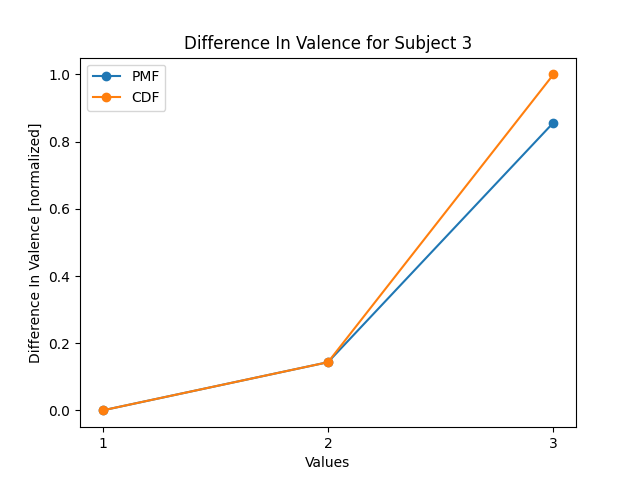 Difference In Valence for Subject 3
PMF
CDF
Difference In Valence [normalized]
1.0
0.8
0.6
0.4
0.2
0.0
1
2
3
Values